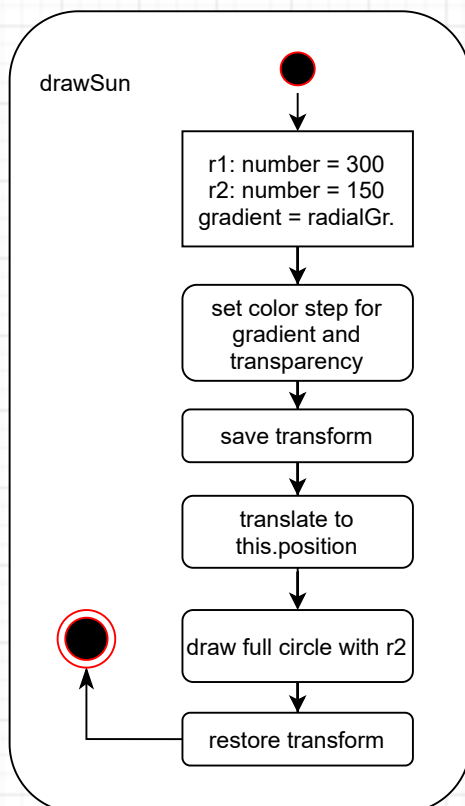 drawSun
r1: number = 300
r2: number = 150
gradient = radialGr.
set color step for
gradient and
transparency
save transform
translate to
this.position
draw full circle with r2
restore transform